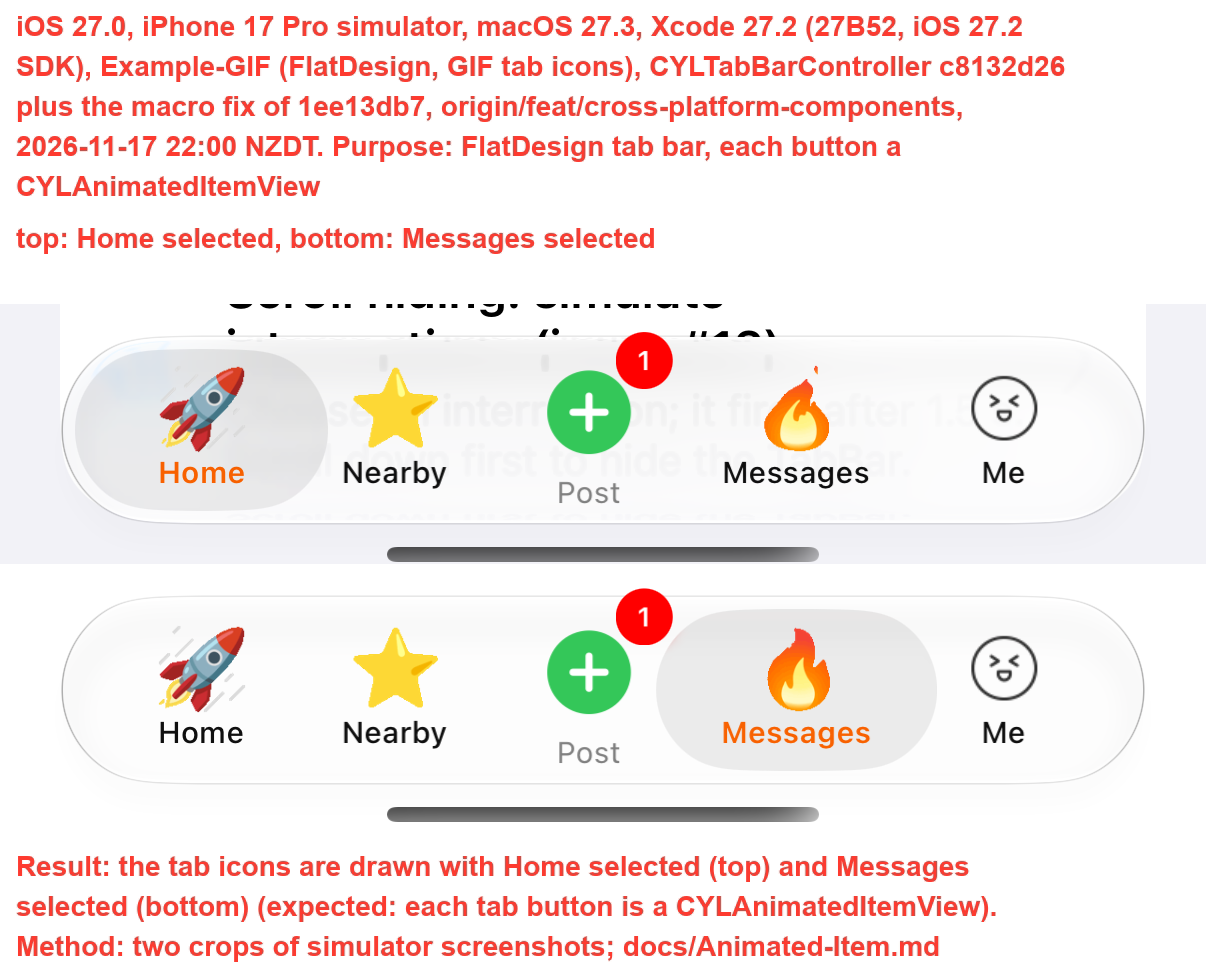 iOS 27.0, iPhone 17 Pro simulator, macOS 27.3, Xcode 27.2 (27B52, iOS 27.2
SDK), Example-GIF (FlatDesign, GIF tab icons), CYLTabBarController c8132d26
plus the macro fix of 1ee13db7, origin/feat/cross-platform-components,
2026-11-17 22:00 NZDT. Purpose: FlatDesign tab bar, each button a
CYLAnimatedItemView
top: Home selected, bottom: Messages selected
Scroll hiding: simulate
1
Home
Nearby
Post
Messages
Me
1
Home
Nearby
Post
Messages
Me
Result: the tab icons are drawn with Home selected (top) and Messages
selected (bottom) (expected: each tab button is a CYLAnimatedItemView).
Method: two crops of simulator screenshots; docs/Animated-Item.md